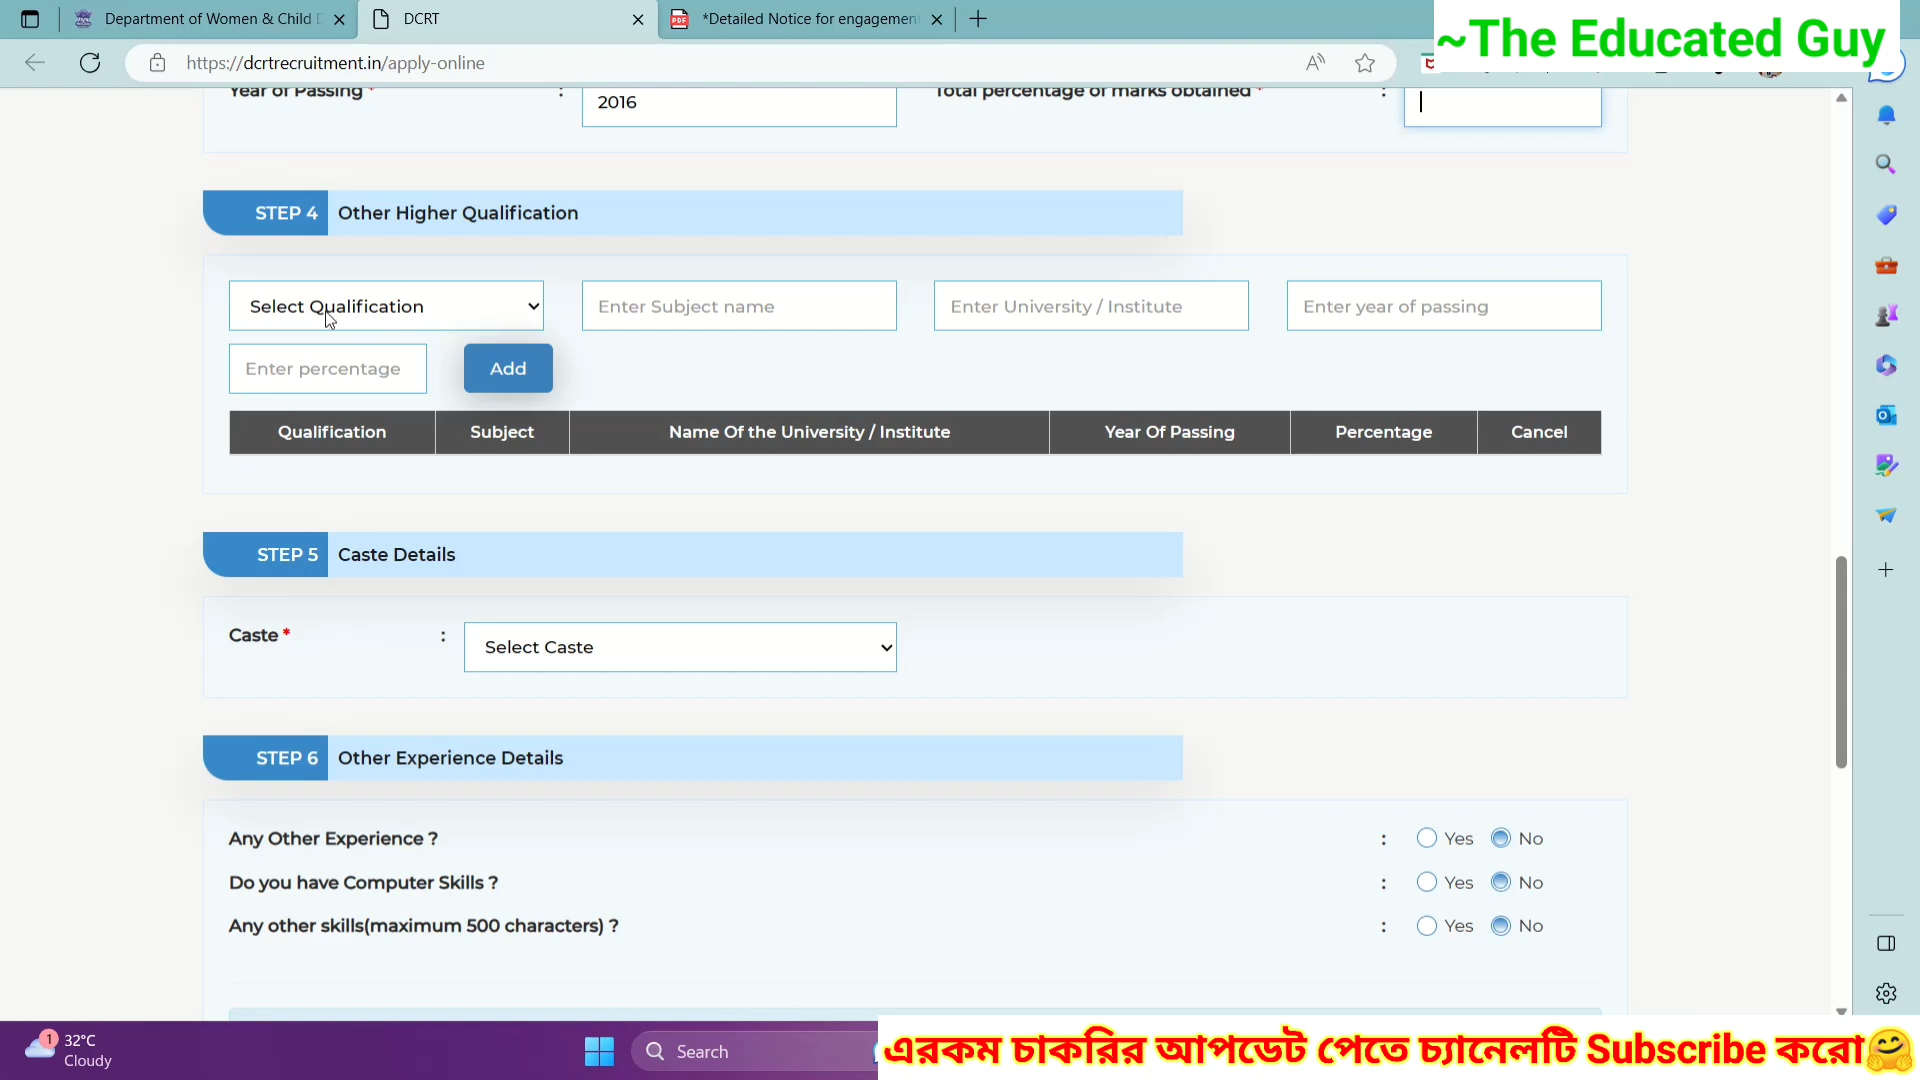 Department of Women & Child D
DCRT
*Detailed Notice for engagement
~The Educated Guy
https://dcrtrecruitment.in/apply-online
Year of Passing * : 2016 Total percentage of marks obtained * :
STEP 4 Other Higher Qualification
Select Qualification Enter Subject name Enter University / Institute Enter year of passing
Enter percentage Add
Qualification Subject Name Of the University / Institute Year Of Passing Percentage Cancel
STEP 5 Caste Details
Caste * : Select Caste
STEP 6 Other Experience Details
Any Other Experience ? : Yes No
Do you have Computer Skills ? : Yes No
Any other skills(maximum 500 characters) ? : Yes No
1 32°C
Cloudy
Search
এরকম চাকরির আপডেট পেতে চ্যানেলটি Subscribe করো🤗